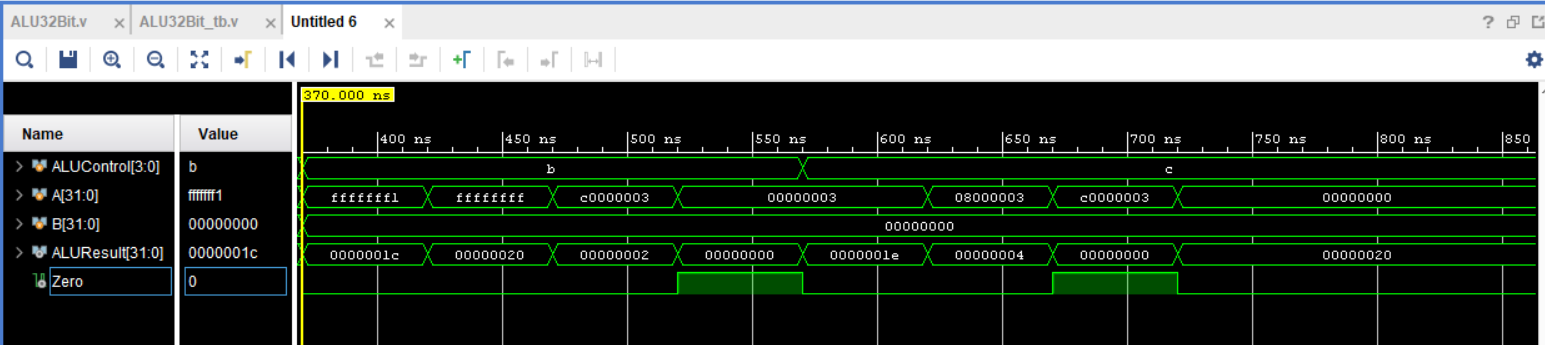 ALU32Bit.v × ALU32Bit_tb.v × Untitled 6 × ?
370.000 ns
Name Value
400 ns 450 ns 500 ns 550 ns 600 ns 650 ns 700 ns 750 ns 800 ns 850
> ALUControl[3:0] b b c
> A[31:0] fffffff1 fffffff1 ffffffff c0000003 00000003 08000003 c0000003 00000000
> B[31:0] 00000000 00000000
> ALUResult[31:0] 0000001c 0000001c 00000020 00000002 00000000 0000001e 00000004 00000000 00000020
Zero 0